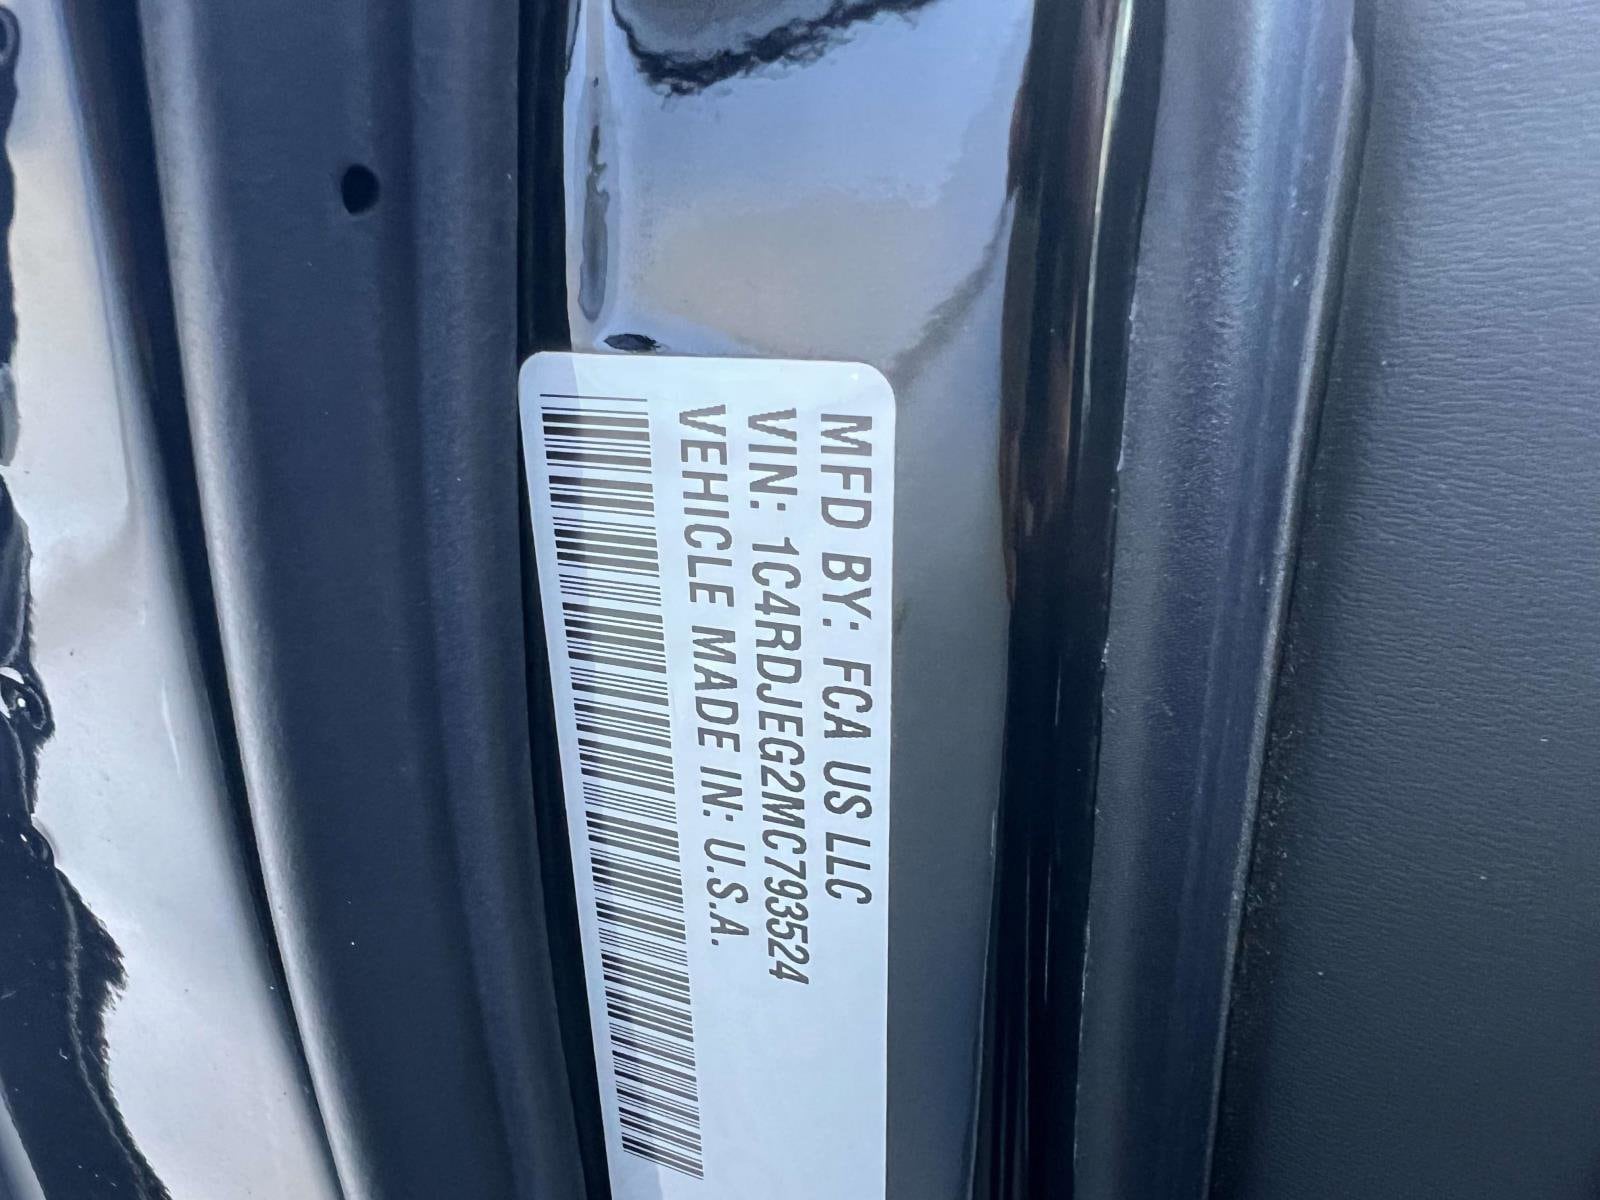 MFD BY: FCA US LLC
VIN: 1C4RDJEG2MC793524
VEHICLE MADE IN: U.S.A.